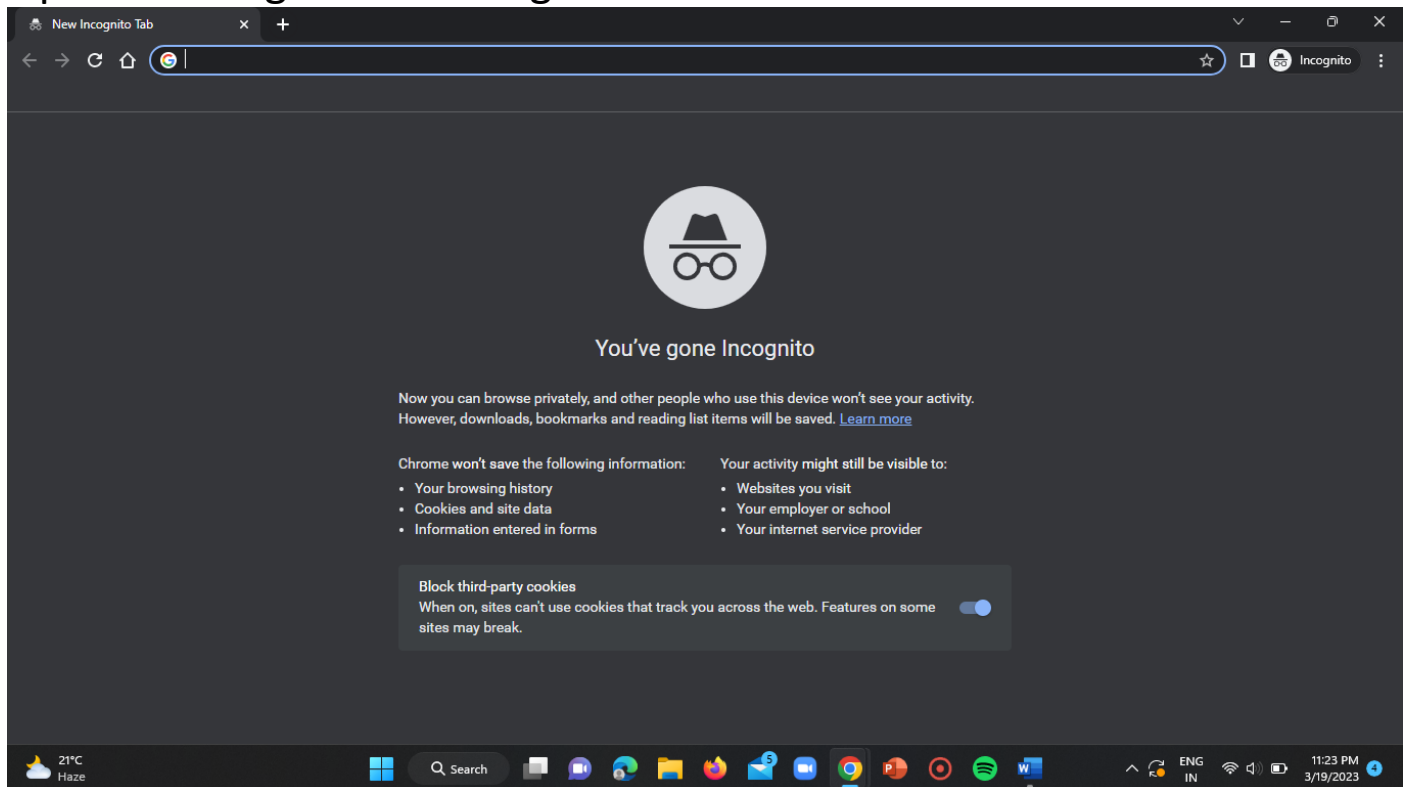 New Incognito Tab
Incognito
You've gone Incognito
Now you can browse privately, and other people who use this device won't see your activity.
However, downloads, bookmarks and reading list items will be saved. Learn more
Chrome won't save the following information:
Your browsing history
Cookies and site data
Information entered in forms
Your activity might still be visible to:
Websites you visit
Your employer or school
Your internet service provider
Block third-party cookies
When on, sites can't use cookies that track you across the web. Features on some
sites may break.
21°C
Haze
Search
5
ENG
IN
11:23 PM
3/19/2023
4